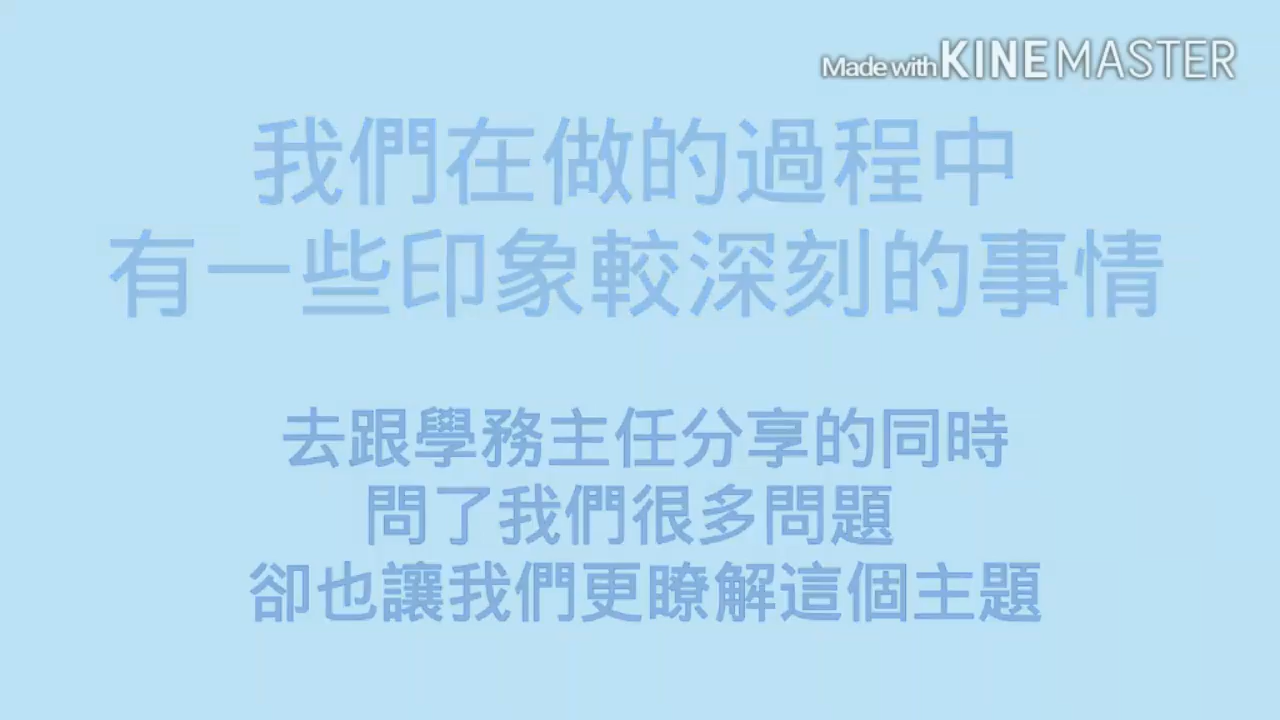 Made with KINEMASTER
我們在做的過程中
有一些印象較深刻的事情
去跟學務主任分享的同時
問了我們很多問題
卻也讓我們更瞭解這個主題